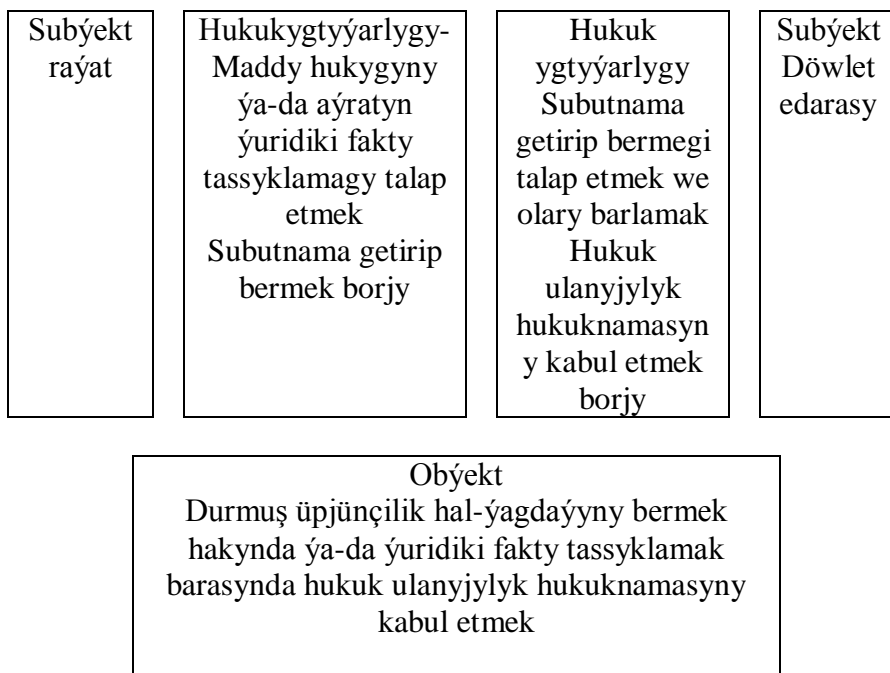 Subýekt
raýat
Hukukygtyýarlygy-
Maddy hukygyny
ýa-da aýratyn
ýuridiki fakty
tassyklamagy talap
etmek
Subutnama getirip
bermek borjy
Hukuk
ygtyýarlygy
Subutnama
getirip bermegi
talap etmek we
olary barlamak
Hukuk
ulanyjylyk
hukuknamasyn
y kabul etmek
borjy
Subýekt
Döwlet
edarasy
Obýekt
Durmuş üpjünçilik hal-ýagdaýyny bermek
hakynda ýa-da ýuridiki fakty tassyklamak
barasynda hukuk ulanyjylyk hukuknamasyny
kabul etmek